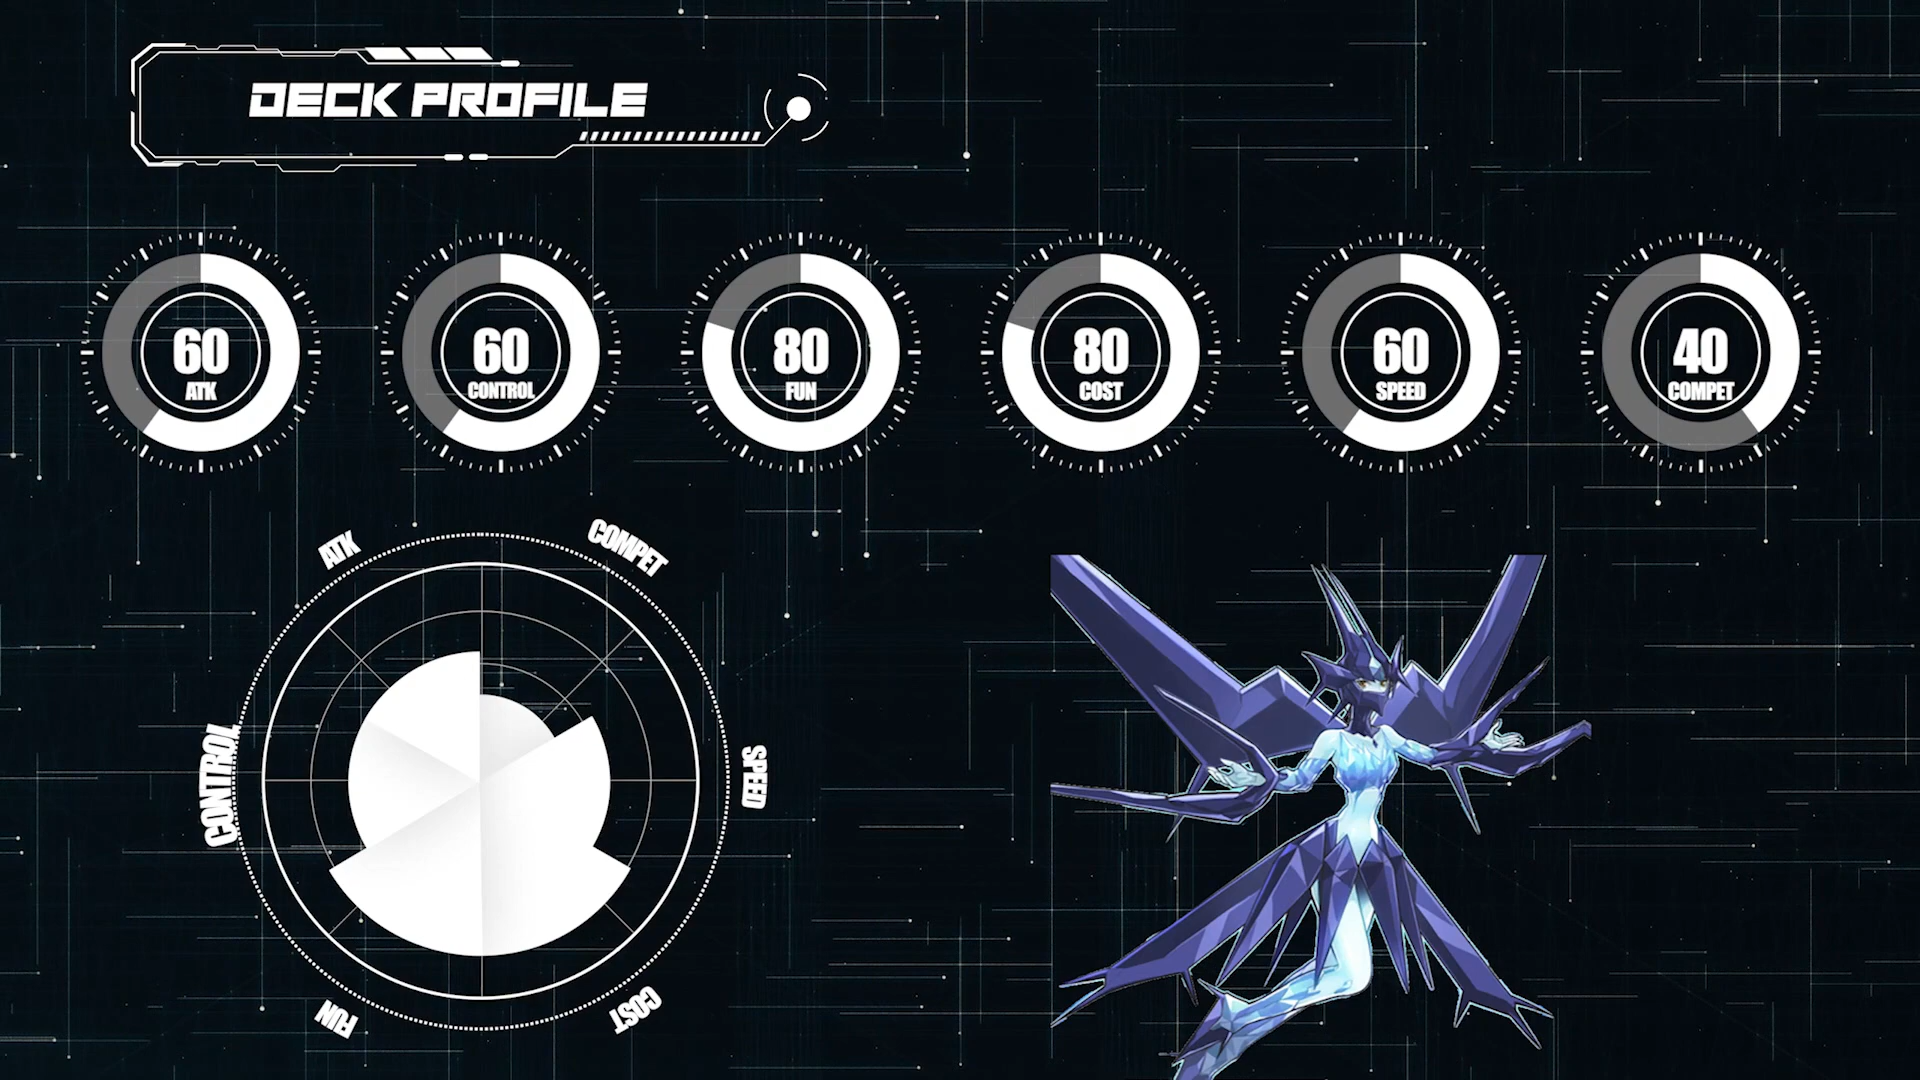 DECK PROFILE
60
ATK
60
CONTROL
80
FUN
80
COST
60
SPEED
40
COMPET
ATK
COMPET
CONTROL
SPEED
FUN
COST